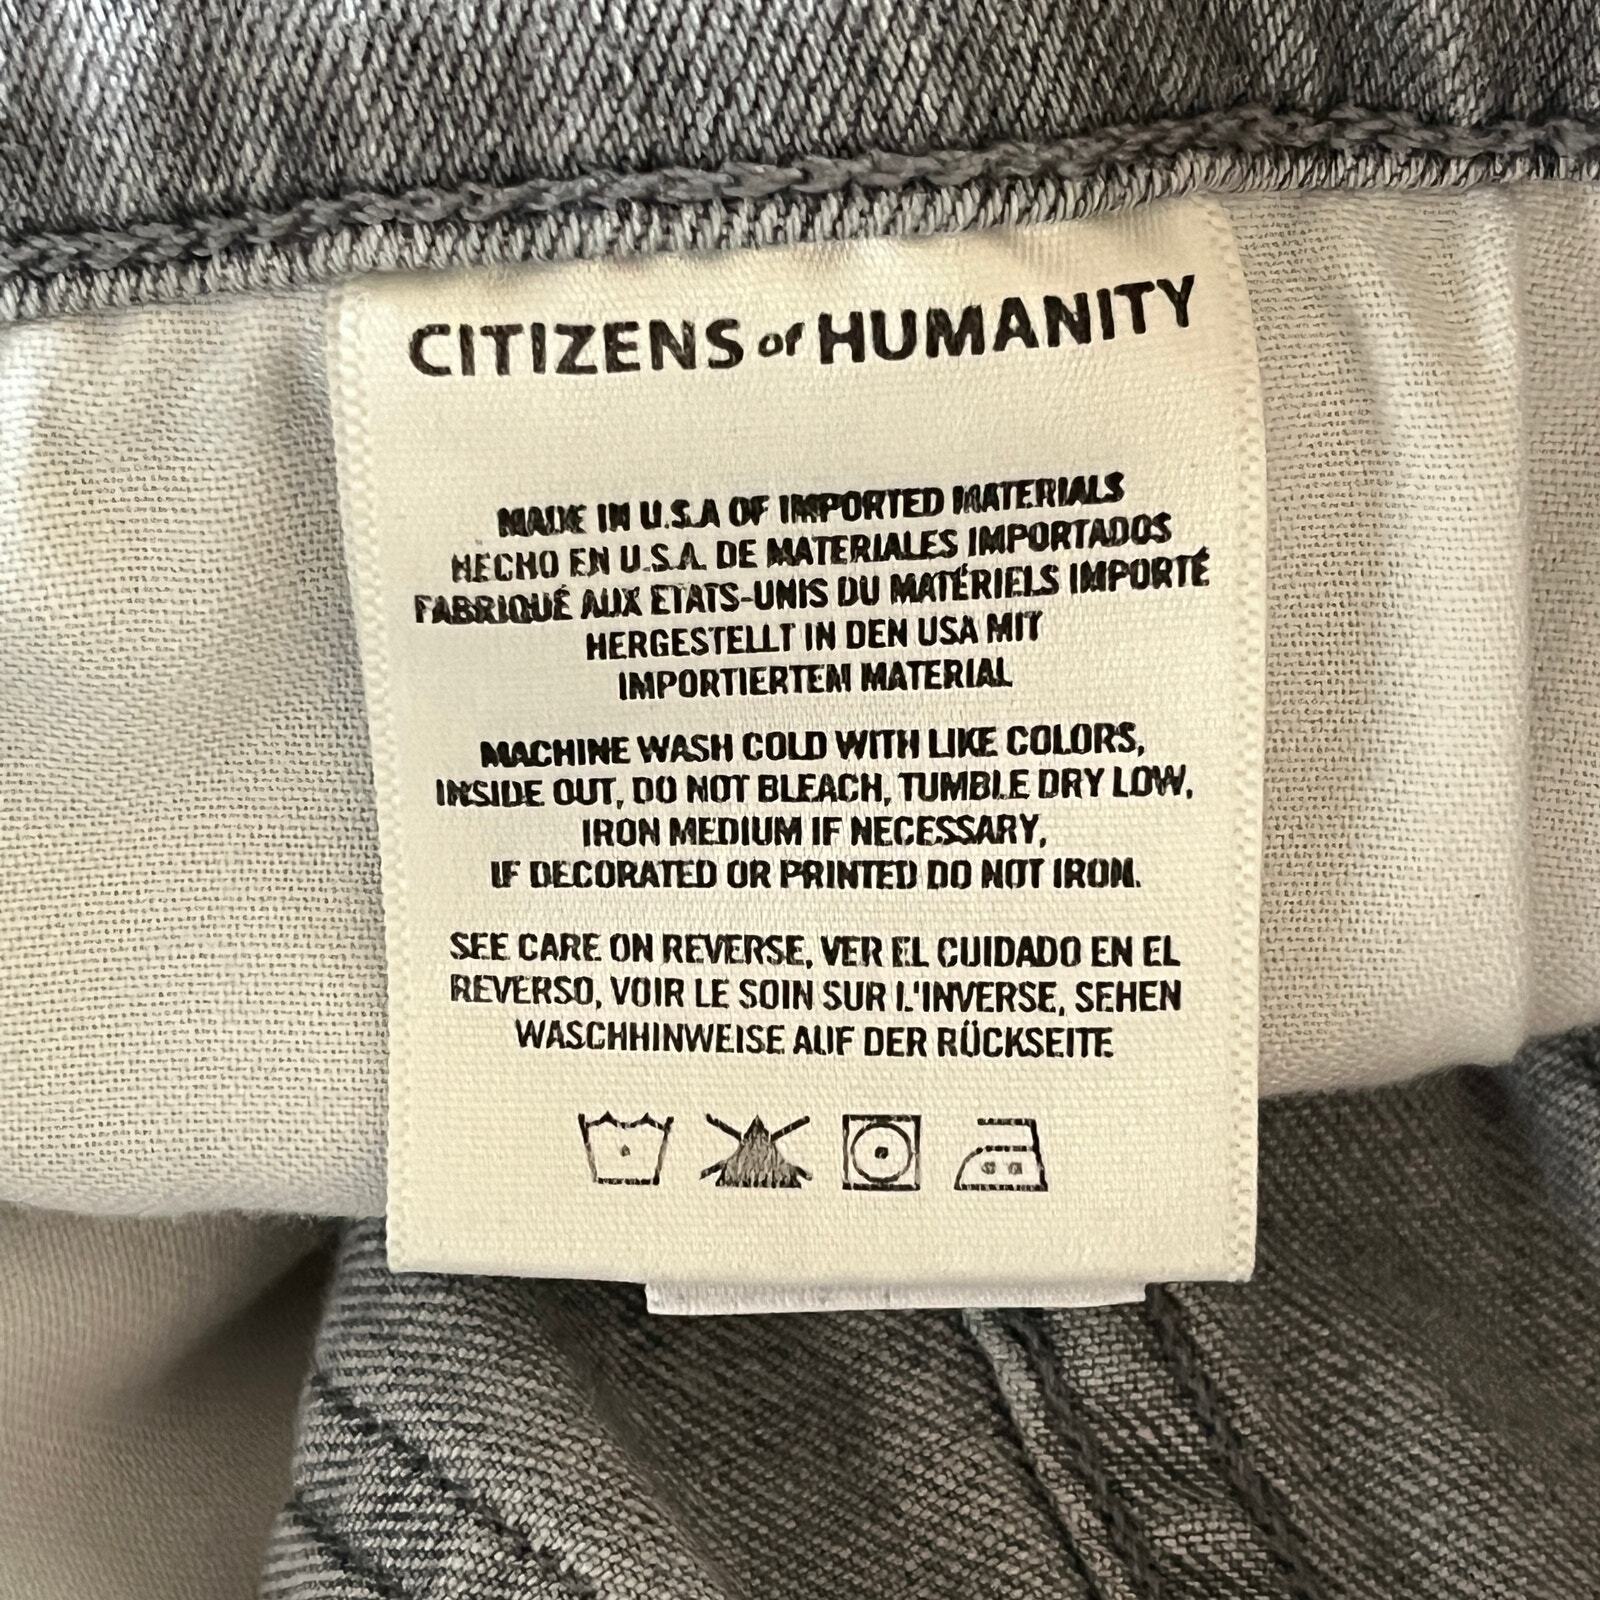 CITIZENS of HUMANITY
MADE IN U.S.A OF IMPORTED MATERIALS
HECHO EN U.S.A. DE MATERIALES IMPORTADOS
FABRIQUÉ AUX ETATS-UNIS DU MATÉRIELS IMPORTÉ
HERGESTELLT IN DEN USA MIT
IMPORTIERTEM MATERIAL
MACHINE WASH COLD WITH LIKE COLORS,
INSIDE OUT, DO NOT BLEACH, TUMBLE DRY LOW,
IRON MEDIUM IF NECESSARY,
IF DECORATED OR PRINTED DO NOT IRON.
SEE CARE ON REVERSE, VER EL CUIDADO EN EL
REVERSO, VOIR LE SOIN SUR L'INVERSE, SEHEN
WASCHHINWEISE AUF DER RÜCKSEITE